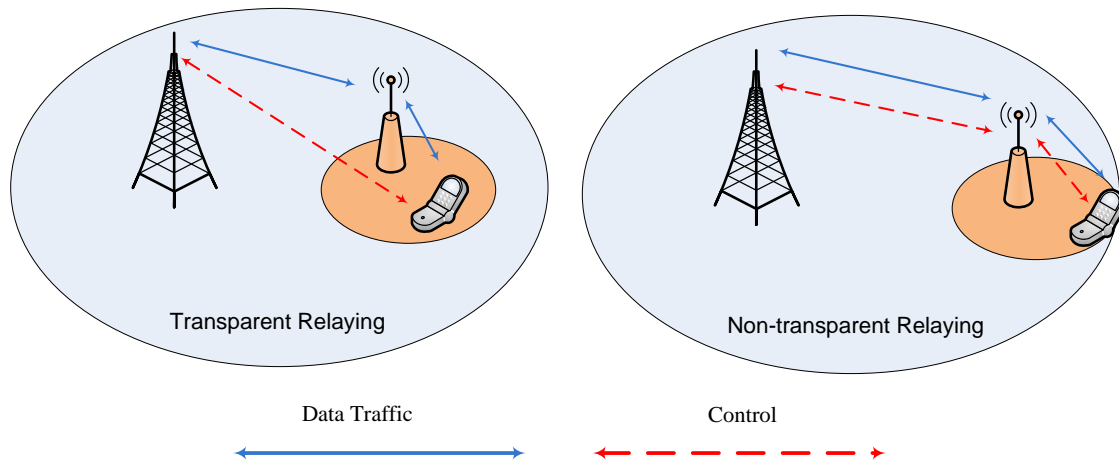 Transparent Relaying
Non-transparent Relaying
Data Traffic
Control